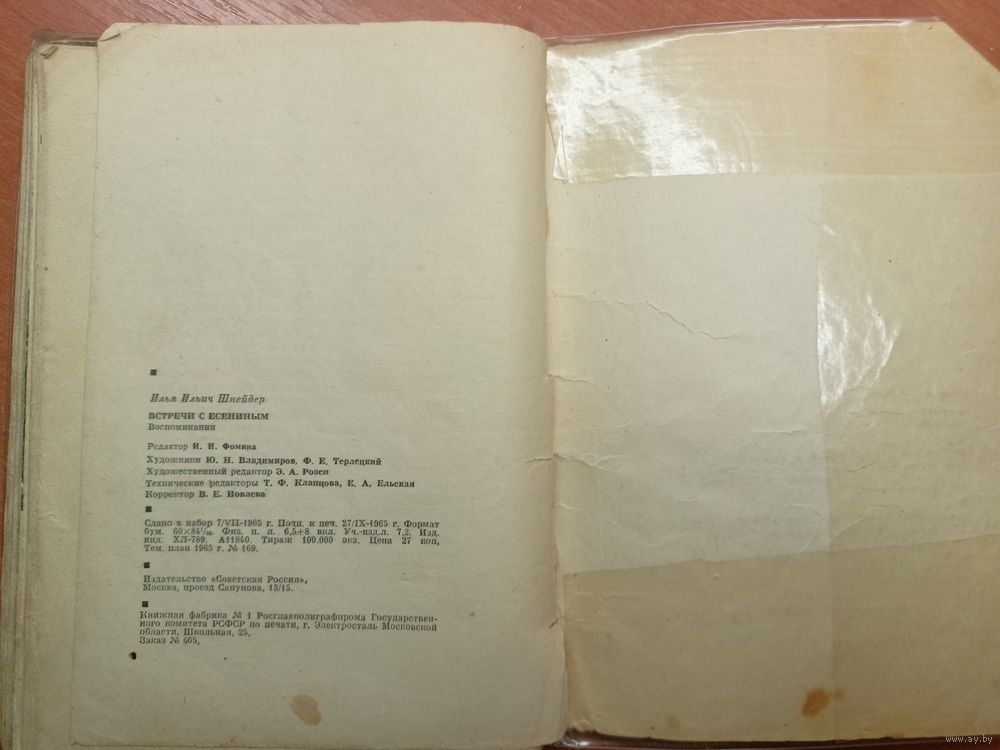 Илья Ильич Шнейдер
ВСТРЕЧИ С ЕСЕНИНЫМ
Воспоминания
Редактор И. Н. Фомина
Художники Ю. Н. Владимиров, Ф. Е. Терлецкий
Художественный редактор Э. А. Розен
Технические редакторы Т. Ф. Клапцова, Е. А. Ельская
Корректор В. Е. Иовлева
Сдано в набор 7/VII-1965 г. Подп. к печ. 27/IX-1965 г. Формат
бум. 60×84¹/₁₆. Физ. п. л. 6,5+8 вкл. Уч.-изд.л. 7,2. Изд.
инд. ХЛ-789. А11840. Тираж 100.000 экз. Цена 27 коп.
Тем. план 1965 г. № 169.
Издательство «Советская Россия»,
Москва, проезд Сапунова, 13/15.
Книжная фабрика № 1 Росглавполиграфпрома Государствен-
ного комитета РСФСР по печати, г. Электросталь Московской
области, Школьная, 25.
Заказ № 665.
www.ay.by